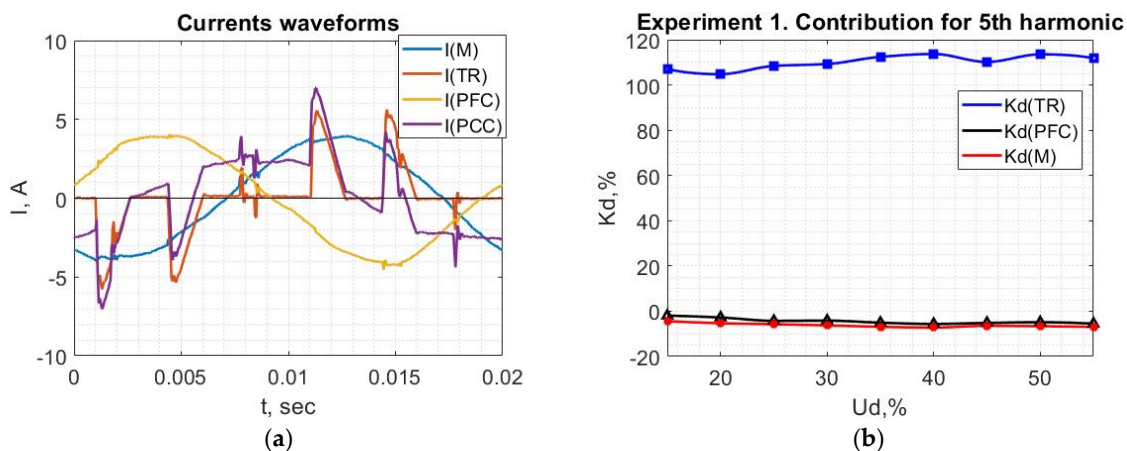 Currents waveforms
10
5
0
-5
-10
I, A
I(M)
I(TR)
I(PFC)
I(PCC)
0
0.005
0.01
0.015
0.02
t, sec
(a)
Experiment 1. Contribution for 5th harmonic
120
100
80
60
40
20
0
-20
Kd,%
Kd(TR)
Kd(PFC)
Kd(M)
20
30
40
50
Ud,%
(b)